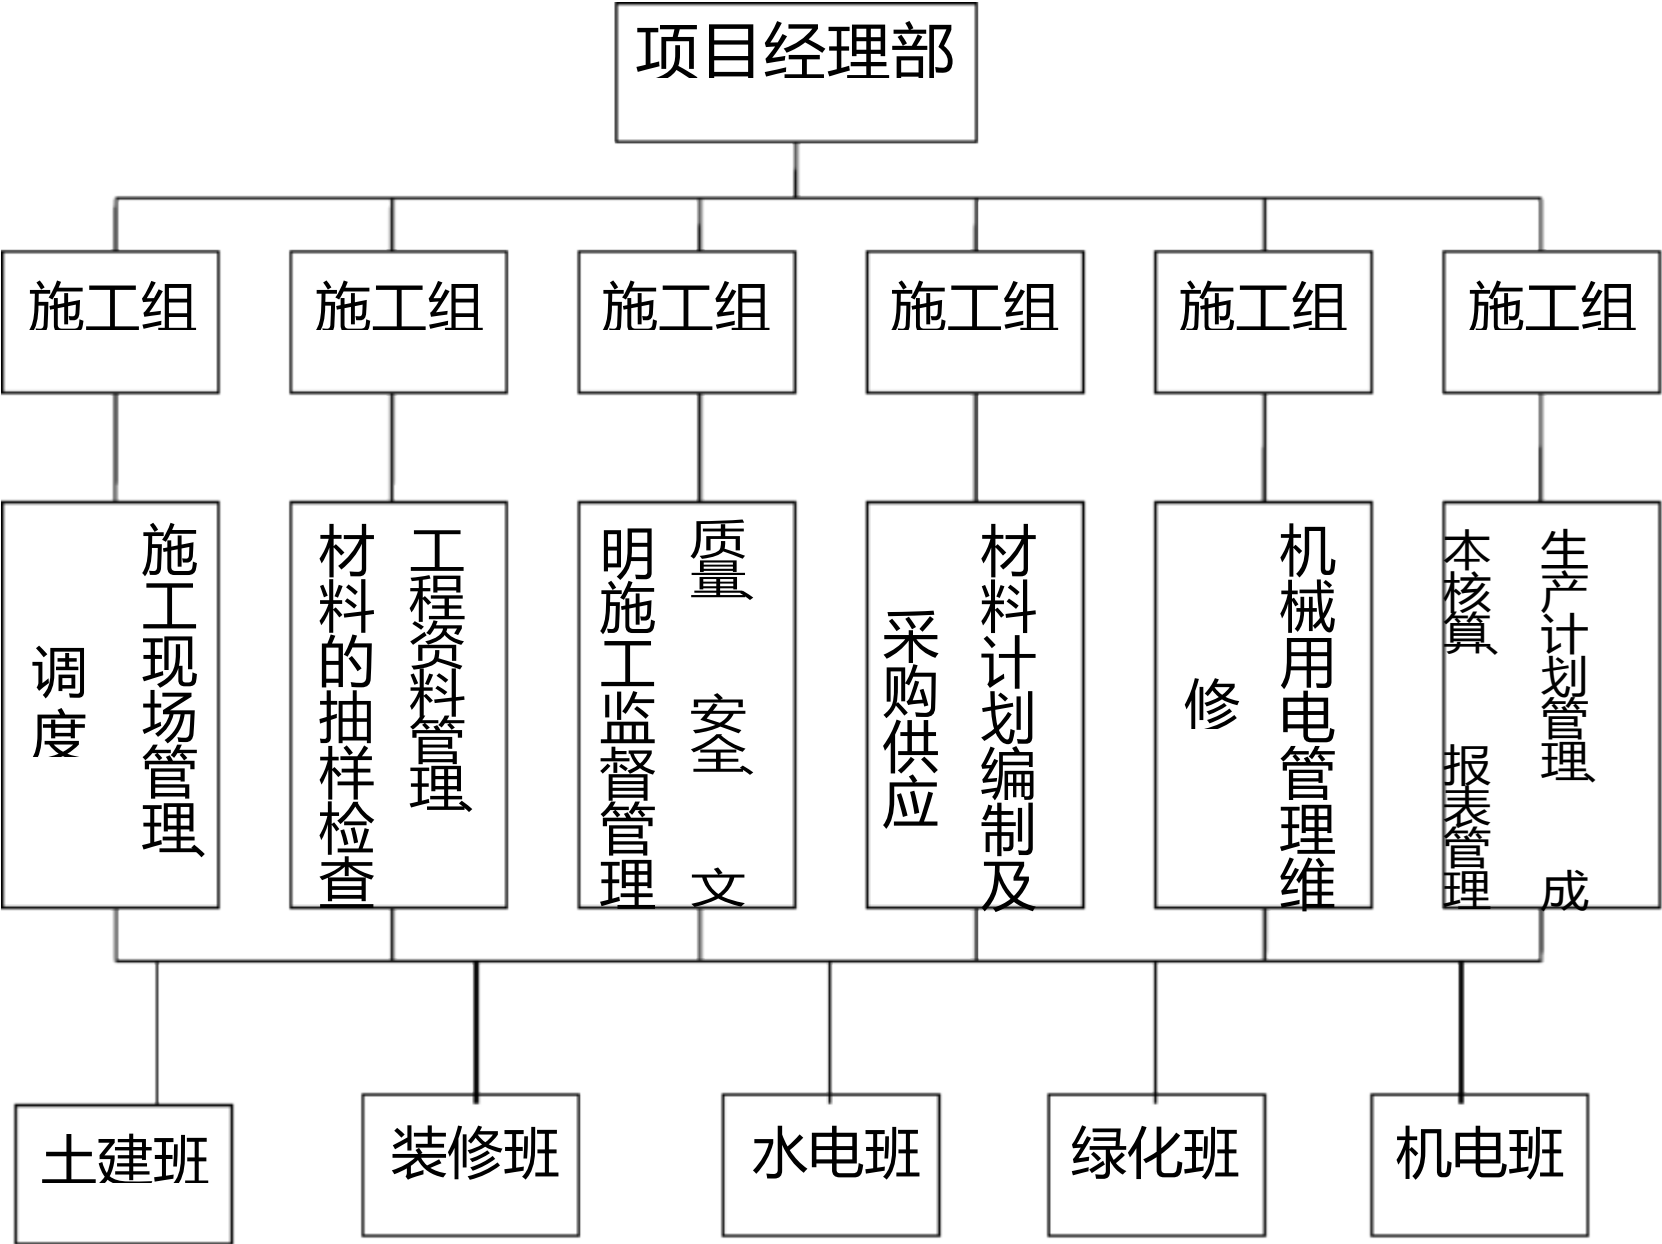 项目经理部
施工组
施工组
施工组
施工组
施工组
施工组
施工现场管理、
调度
工程资料管理、
材料的抽样检查
质量、安全、文
明施工监督管理
材料计划编制及
采购供应
机械用电管理维
修
生产计划管理、成
本核算、报表管理
土建班
装修班
水电班
绿化班
机电班